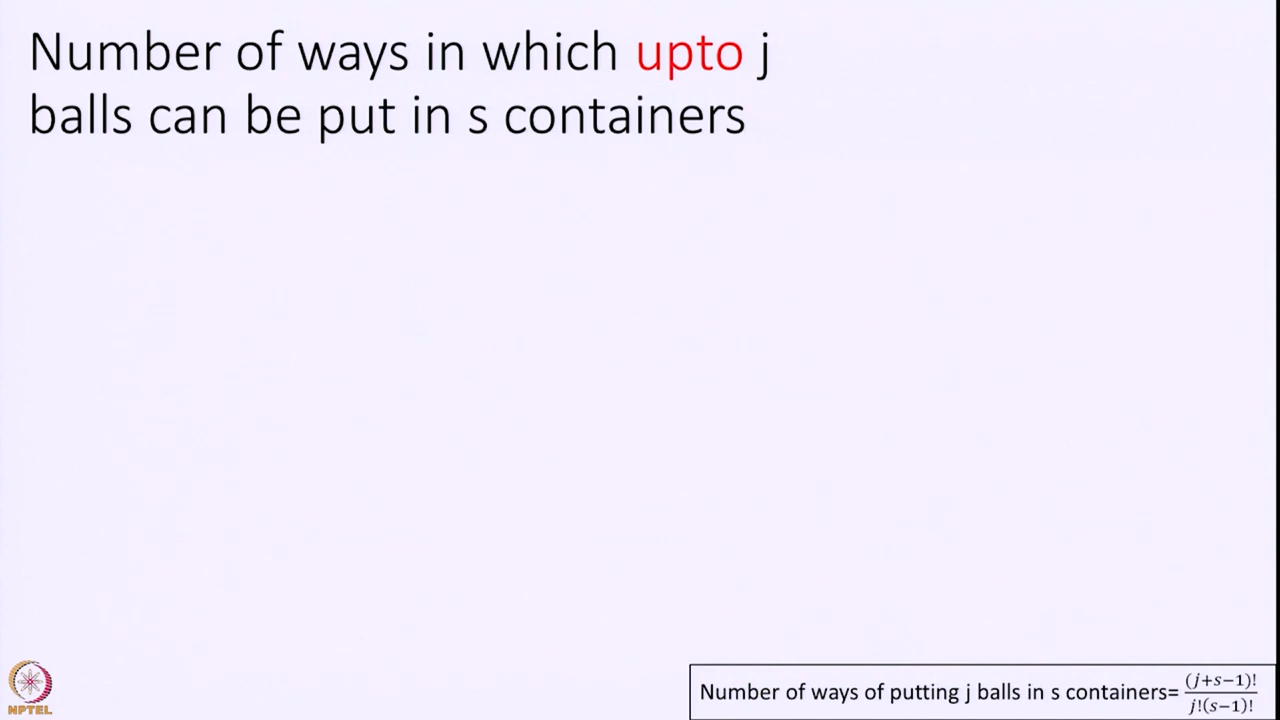 Number of ways in which upto j
balls can be put in s containers
NPTEL
Number of ways of putting j balls in s containers= (j+s−1)! / j!(s−1)!